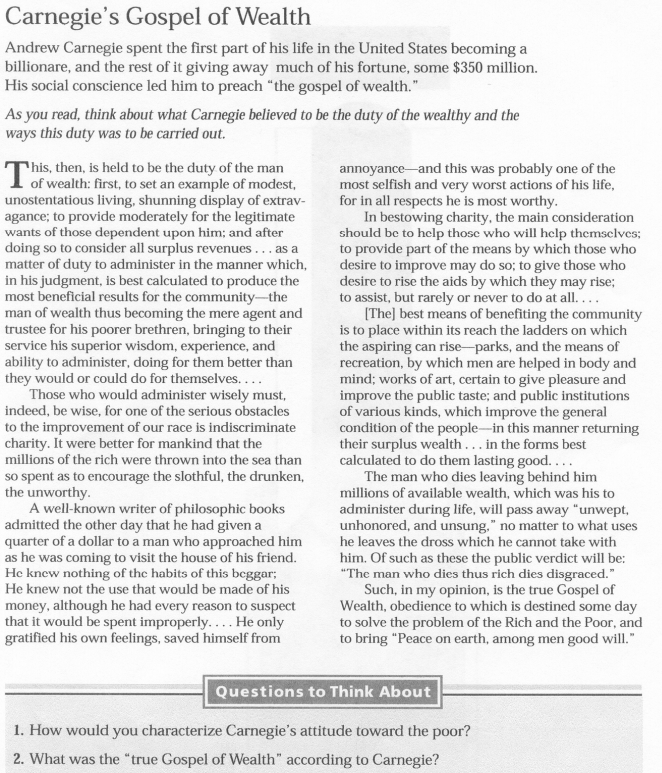 Carnegie's Gospel of Wealth
Andrew Carnegie spent the first part of his life in the United States becoming a
billionare, and the rest of it giving away much of his fortune, some $350 million.
His social conscience led him to preach "the gospel of wealth."
As you read, think about what Carnegie believed to be the duty of the wealthy and the
ways this duty was to be carried out.
This, then, is held to be the duty of the man
of wealth: first, to set an example of modest,
unostentatious living, shunning display of extrav-
agance; to provide moderately for the legitimate
wants of those dependent upon him; and after
doing so to consider all surplus revenues . . . as a
matter of duty to administer in the manner which,
in his judgment, is best calculated to produce the
most beneficial results for the community—the
man of wealth thus becoming the mere agent and
trustee for his poorer brethren, bringing to their
service his superior wisdom, experience, and
ability to administer, doing for them better than
they would or could do for themselves. . . .
Those who would administer wisely must,
indeed, be wise, for one of the serious obstacles
to the improvement of our race is indiscriminate
charity. It were better for mankind that the
millions of the rich were thrown into the sea than
so spent as to encourage the slothful, the drunken,
the unworthy.
A well-known writer of philosophic books
admitted the other day that he had given a
quarter of a dollar to a man who approached him
as he was coming to visit the house of his friend.
He knew nothing of the habits of this beggar;
He knew not the use that would be made of his
money, although he had every reason to suspect
that it would be spent improperly. . . . He only
gratified his own feelings, saved himself from
annoyance—and this was probably one of the
most selfish and very worst actions of his life,
for in all respects he is most worthy.
In bestowing charity, the main consideration
should be to help those who will help themselves;
to provide part of the means by which those who
desire to improve may do so; to give those who
desire to rise the aids by which they may rise;
to assist, but rarely or never to do at all. . . .
[The] best means of benefiting the community
is to place within its reach the ladders on which
the aspiring can rise—parks, and the means of
recreation, by which men are helped in body and
mind; works of art, certain to give pleasure and
improve the public taste; and public institutions
of various kinds, which improve the general
condition of the people—in this manner returning
their surplus wealth . . . in the forms best
calculated to do them lasting good. . . .
The man who dies leaving behind him
millions of available wealth, which was his to
administer during life, will pass away "unwept,
unhonored, and unsung," no matter to what uses
he leaves the dross which he cannot take with
him. Of such as these the public verdict will be:
"The man who dies thus rich dies disgraced."
Such, in my opinion, is the true Gospel of
Wealth, obedience to which is destined some day
to solve the problem of the Rich and the Poor, and
to bring "Peace on earth, among men good will."
Questions to Think About
1. How would you characterize Carnegie's attitude toward the poor?
2. What was the "true Gospel of Wealth" according to Carnegie?